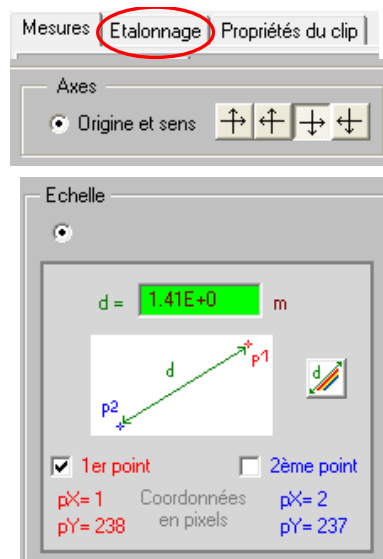 Mesures Etalonnage Propriétés du clip
Axes
Origine et sens
Echelle
d = 1.41E+0 m
d p1 d
p2
1er point 2ème point
pX= 1 Coordonnées pX= 2
pY= 238 en pixels pY= 237